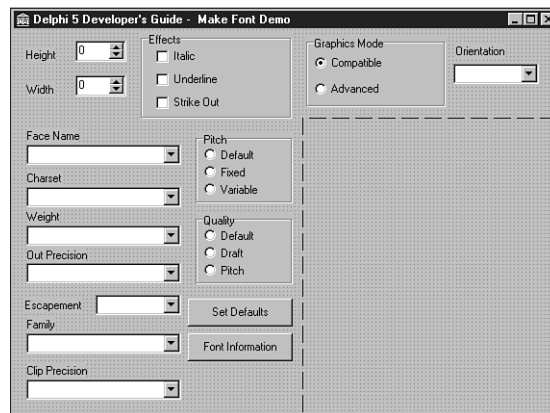 Delphi 5 Developer's Guide - Make Font Demo
Height 0
Width 0
Effects
Italic
Underline
Strike Out
Graphics Mode
Compatible
Advanced
Orientation
Face Name
Charset
Weight
Out Precision
Pitch
Default
Fixed
Variable
Quality
Default
Draft
Pitch
Escapement
Family
Clip Precision
Set Defaults
Font Information